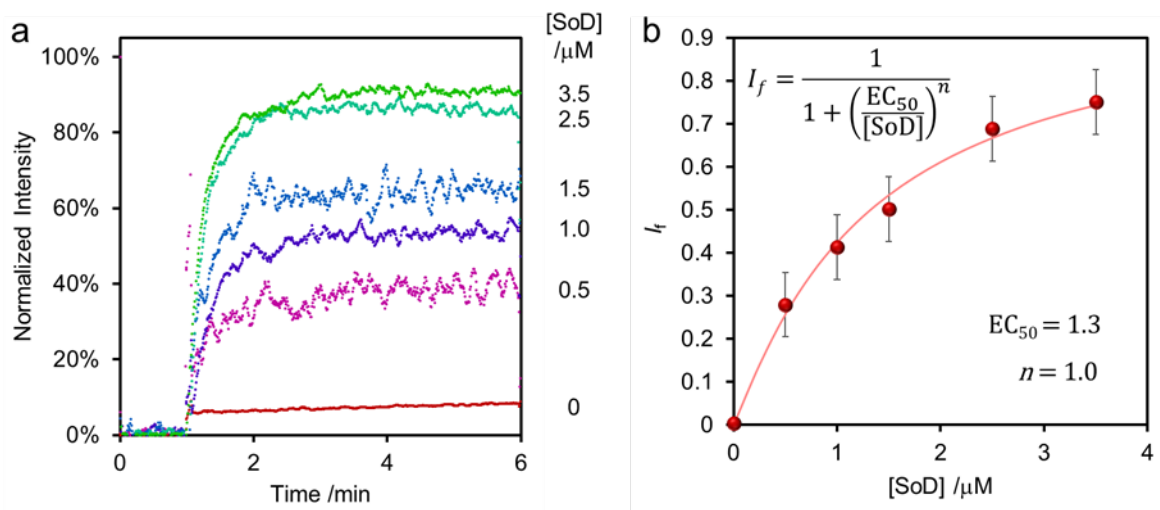 a
[SoD]
/μM
100%
80%
60%
40%
20%
0%
Normalized Intensity
0
2
4
6
Time /min
3.5
2.5
1.5
1.0
0.5
0
b
0.9
0.8
0.7
0.6
0.5
0.4
0.3
0.2
0.1
0
I_f
I_f = 1 / (1 + (EC_50 / [SoD])^n)
EC_50 = 1.3
n = 1.0
0
1
2
3
4
[SoD] /μM